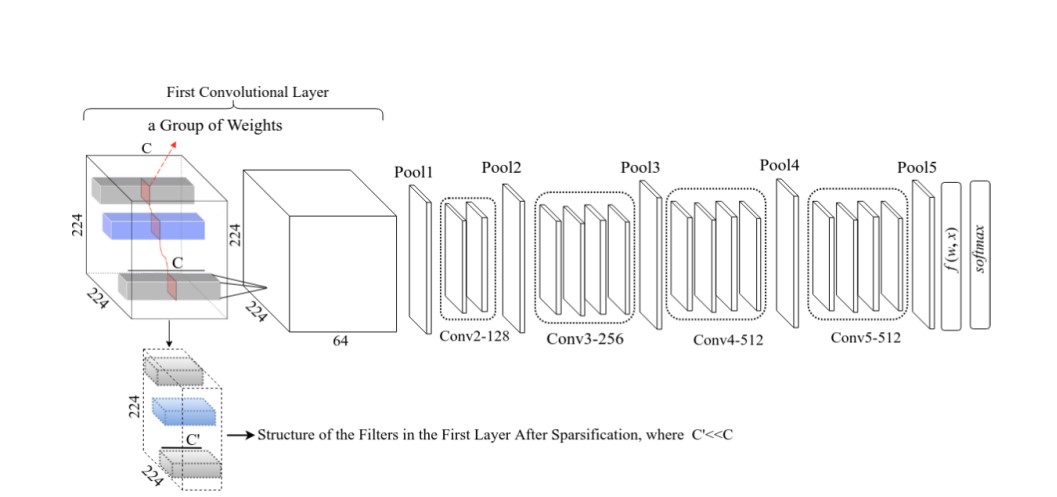 First Convolutional Layer
a Group of Weights
C
224
C
224
224
224
64
Pool1
Conv2-128
Pool2
Conv3-256
Pool3
Conv4-512
Pool4
Conv5-512
Pool5
f(w, x)
softmax
224
C'
224
Structure of the Filters in the First Layer After Sparsification, where C'<<C